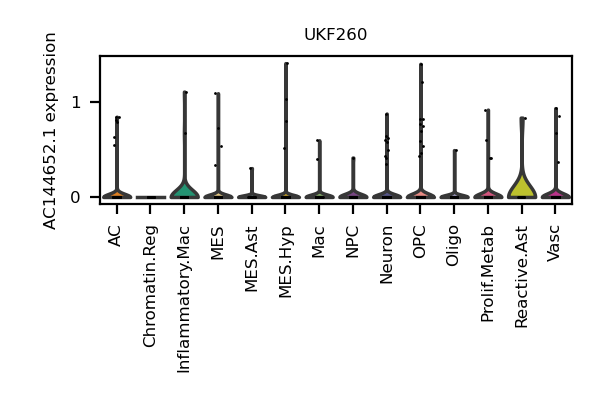 UKF260
AC144652.1 expression
1
0
AC
Chromatin.Reg
Inflammatory.Mac
MES
MES.Ast
MES.Hyp
Mac
NPC
Neuron
OPC
Oligo
Prolif.Metab
Reactive.Ast
Vasc